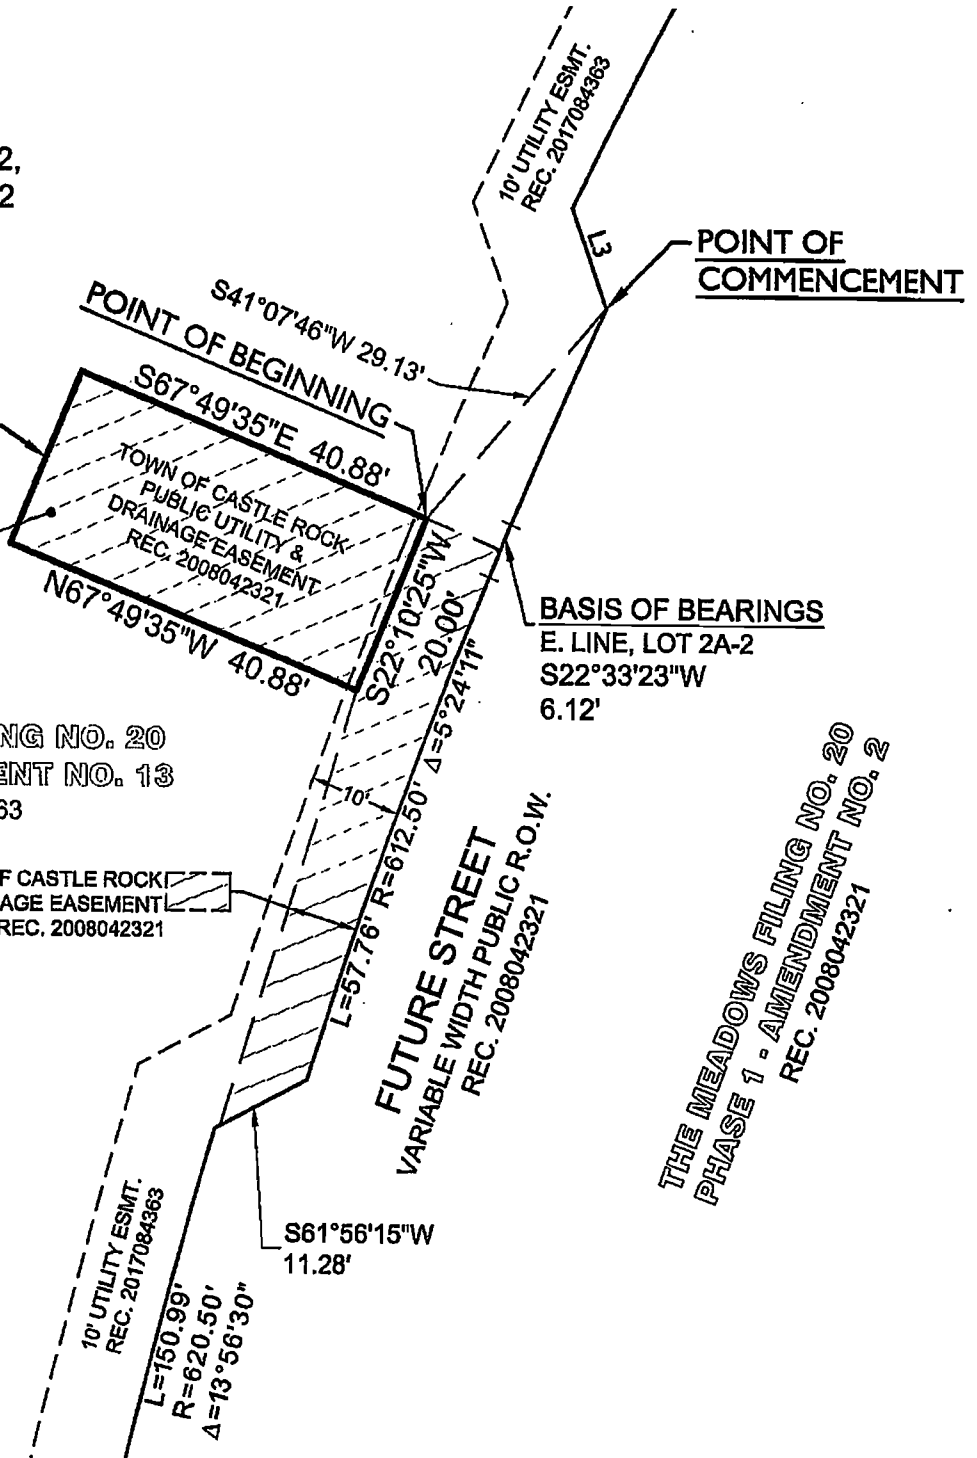 10' UTILITY ESMT.
REC. 2017084363
2,
2
L3
POINT OF
COMMENCEMENT
S41°07'46"W 29.13'
POINT OF BEGINNING
S67°49'35"E 40.88'
TOWN OF CASTLE ROCK
PUBLIC UTILITY &
DRAINAGE EASEMENT
REC. 2008042321
N67°49'35"W 40.88'
S22°10'25"W
20.00'
BASIS OF BEARINGS
E. LINE, LOT 2A-2
S22°33'23"W
6.12'
NG NO. 20
ENT NO. 13
63
10'
L=57.76' R=612.50' Δ=5°24'11"
F CASTLE ROCK
AGE EASEMENT
REC. 2008042321
FUTURE STREET
VARIABLE WIDTH PUBLIC R.O.W.
REC. 2008042321
THE MEADOWS FILING NO. 20
PHASE 1 - AMENDMENT NO. 2
REC. 2008042321
S61°56'15"W
11.28'
10' UTILITY ESMT.
REC. 2017084363
L=150.99'
R=620.50'
Δ=13°56'30"